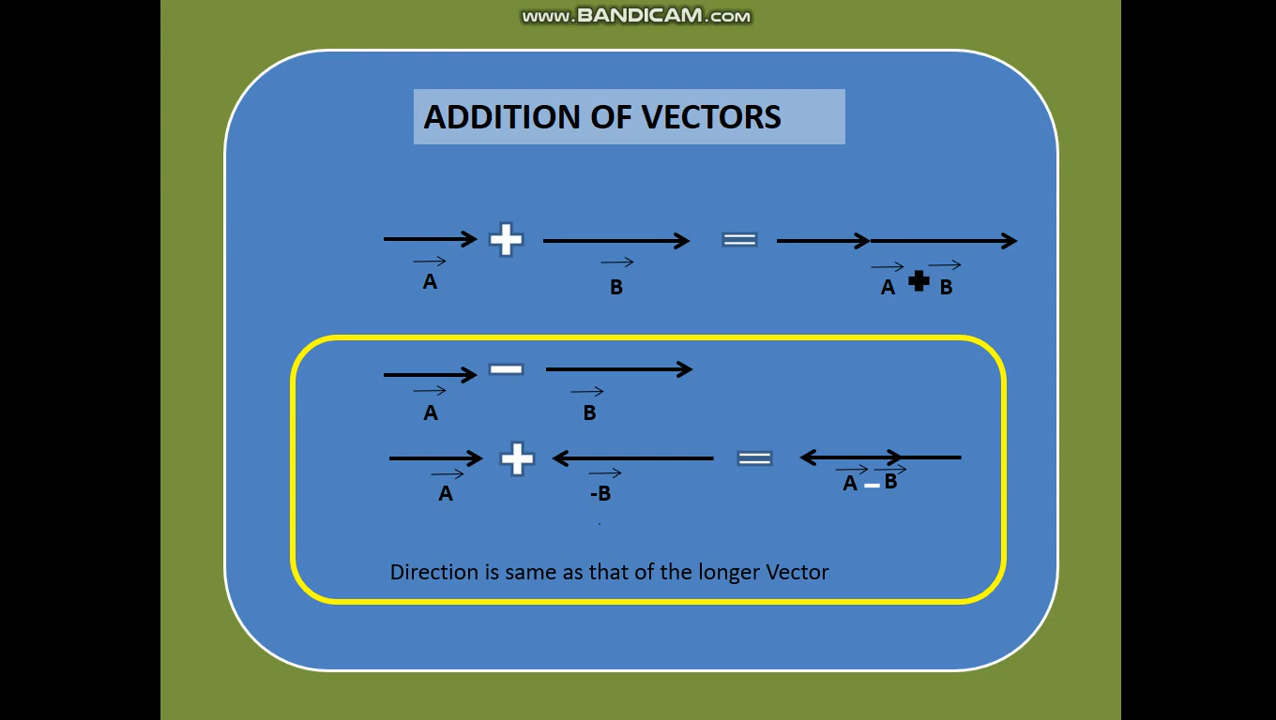 WWW.BANDICAM.COM
ADDITION OF VECTORS
+ =
A B A + B
−
A B
+ =
A -B A − B
Direction is same as that of the longer Vector